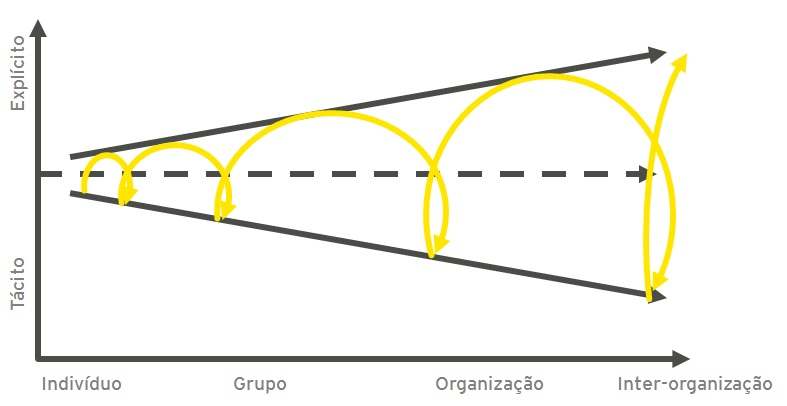 Explícito
Tácito
Indivíduo
Grupo
Organização
Inter-organização